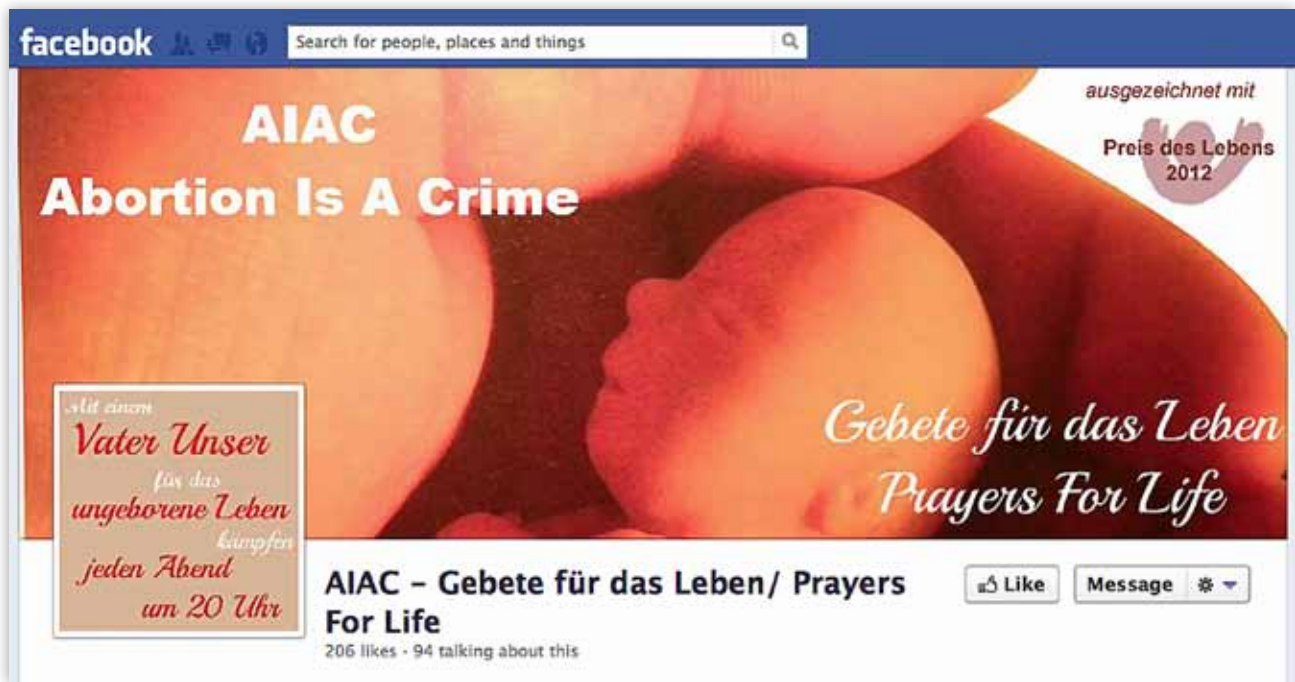 facebook
Search for people, places and things
AIAC
Abortion Is A Crime
ausgezeichnet mit
Preis des Lebens
2012
Gebete für das Leben
Prayers For Life
Mit einem
Vater Unser
für das
ungeborene Leben
kämpfen
jeden Abend
um 20 Uhr
AIAC – Gebete für das Leben/ Prayers
For Life
206 likes · 94 talking about this
Like
Message